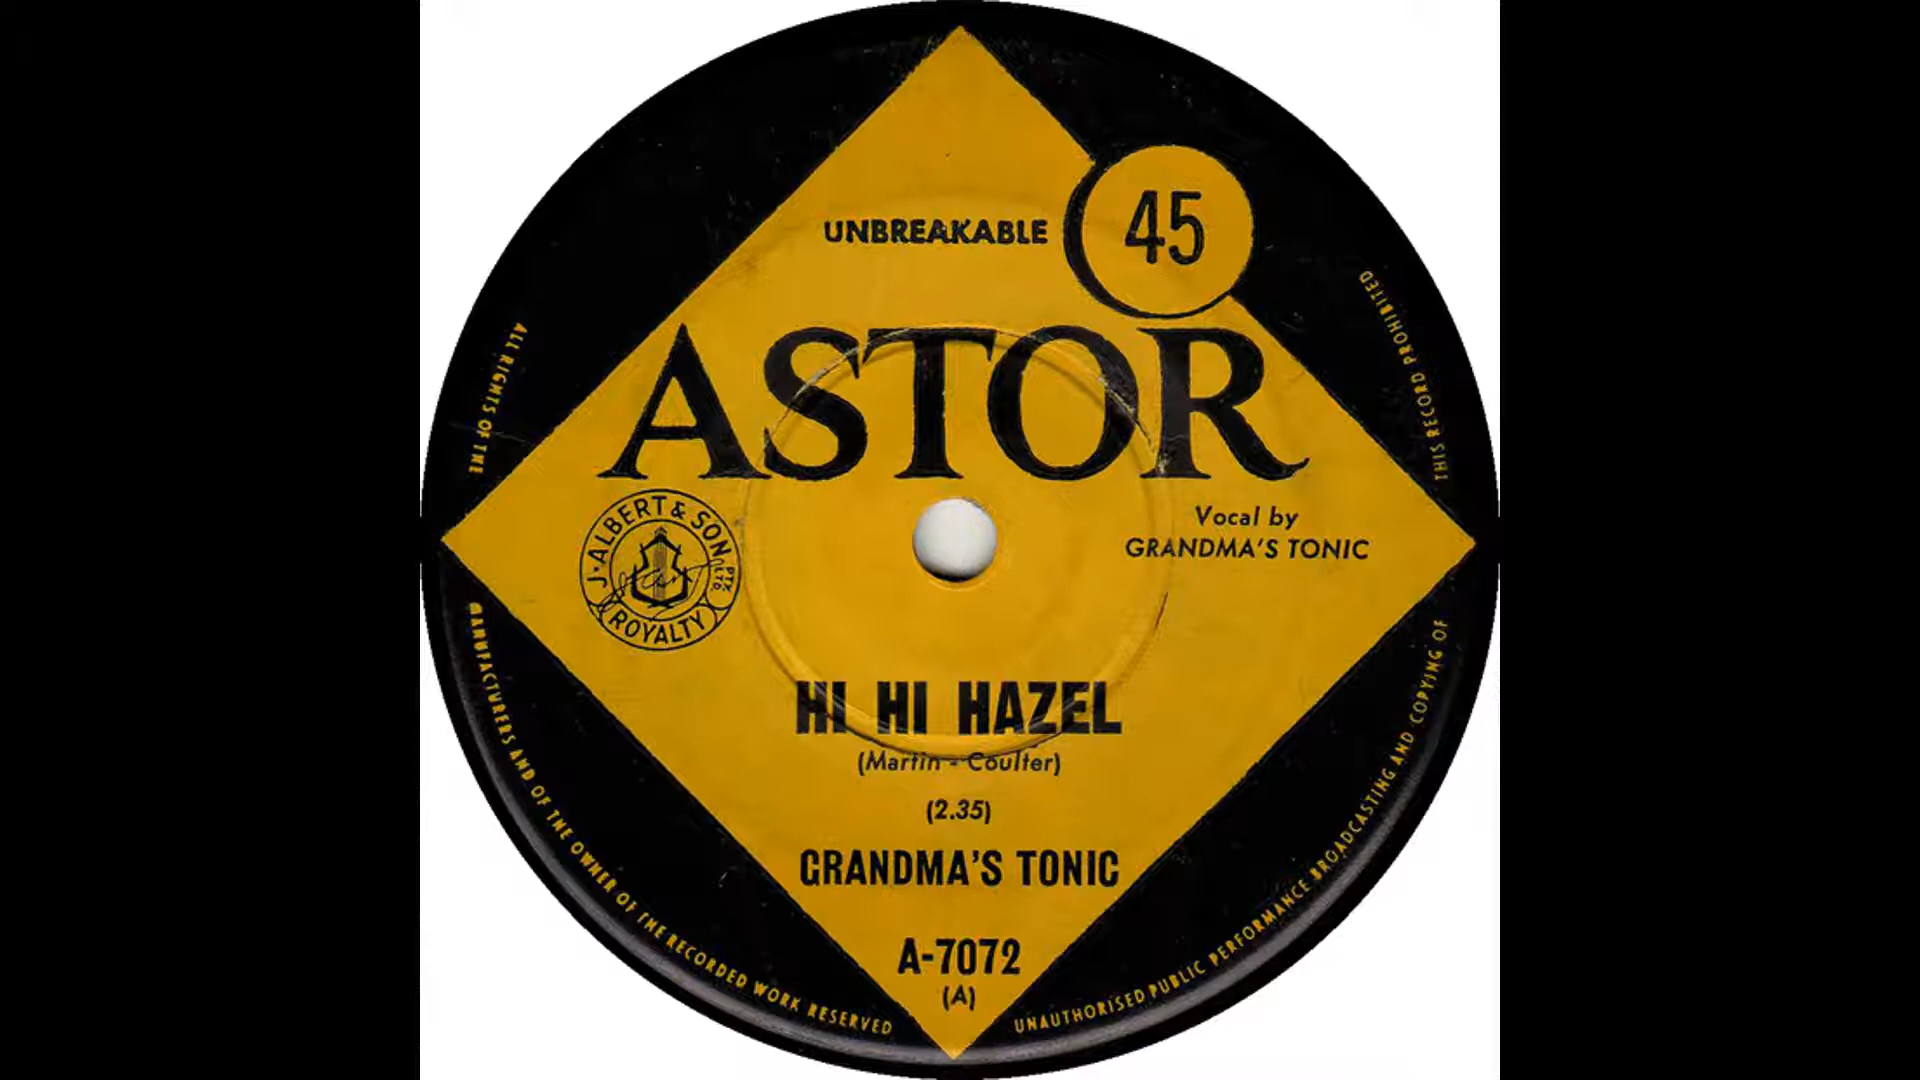 UNBREAKABLE
45
ASTOR
J. ALBERT & SON PTY. LTD.
ROYALTY
Vocal by
GRANDMA'S TONIC
HI HI HAZEL
(Martin - Coulter)
(2.35)
GRANDMA'S TONIC
A-7072
(A)
ALL RIGHTS OF THE
MANUFACTURERS AND OF THE OWNER OF THE RECORDED WORK RESERVED
UNAUTHORISED PUBLIC PERFORMANCE BROADCASTING AND COPYING OF
THIS RECORD PROHIBITED